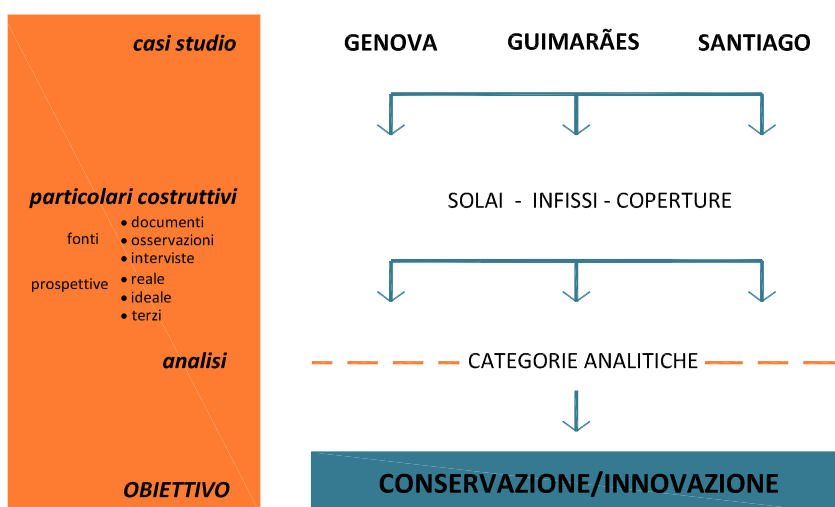 casi studio
GENOVA GUIMARÃES SANTIAGO
particolari costruttivi
SOLAI - INFISSI - COPERTURE
fonti
• documenti
• osservazioni
• interviste
prospettive
• reale
• ideale
• terzi
analisi
CATEGORIE ANALITICHE
OBIETTIVO
CONSERVAZIONE/INNOVAZIONE